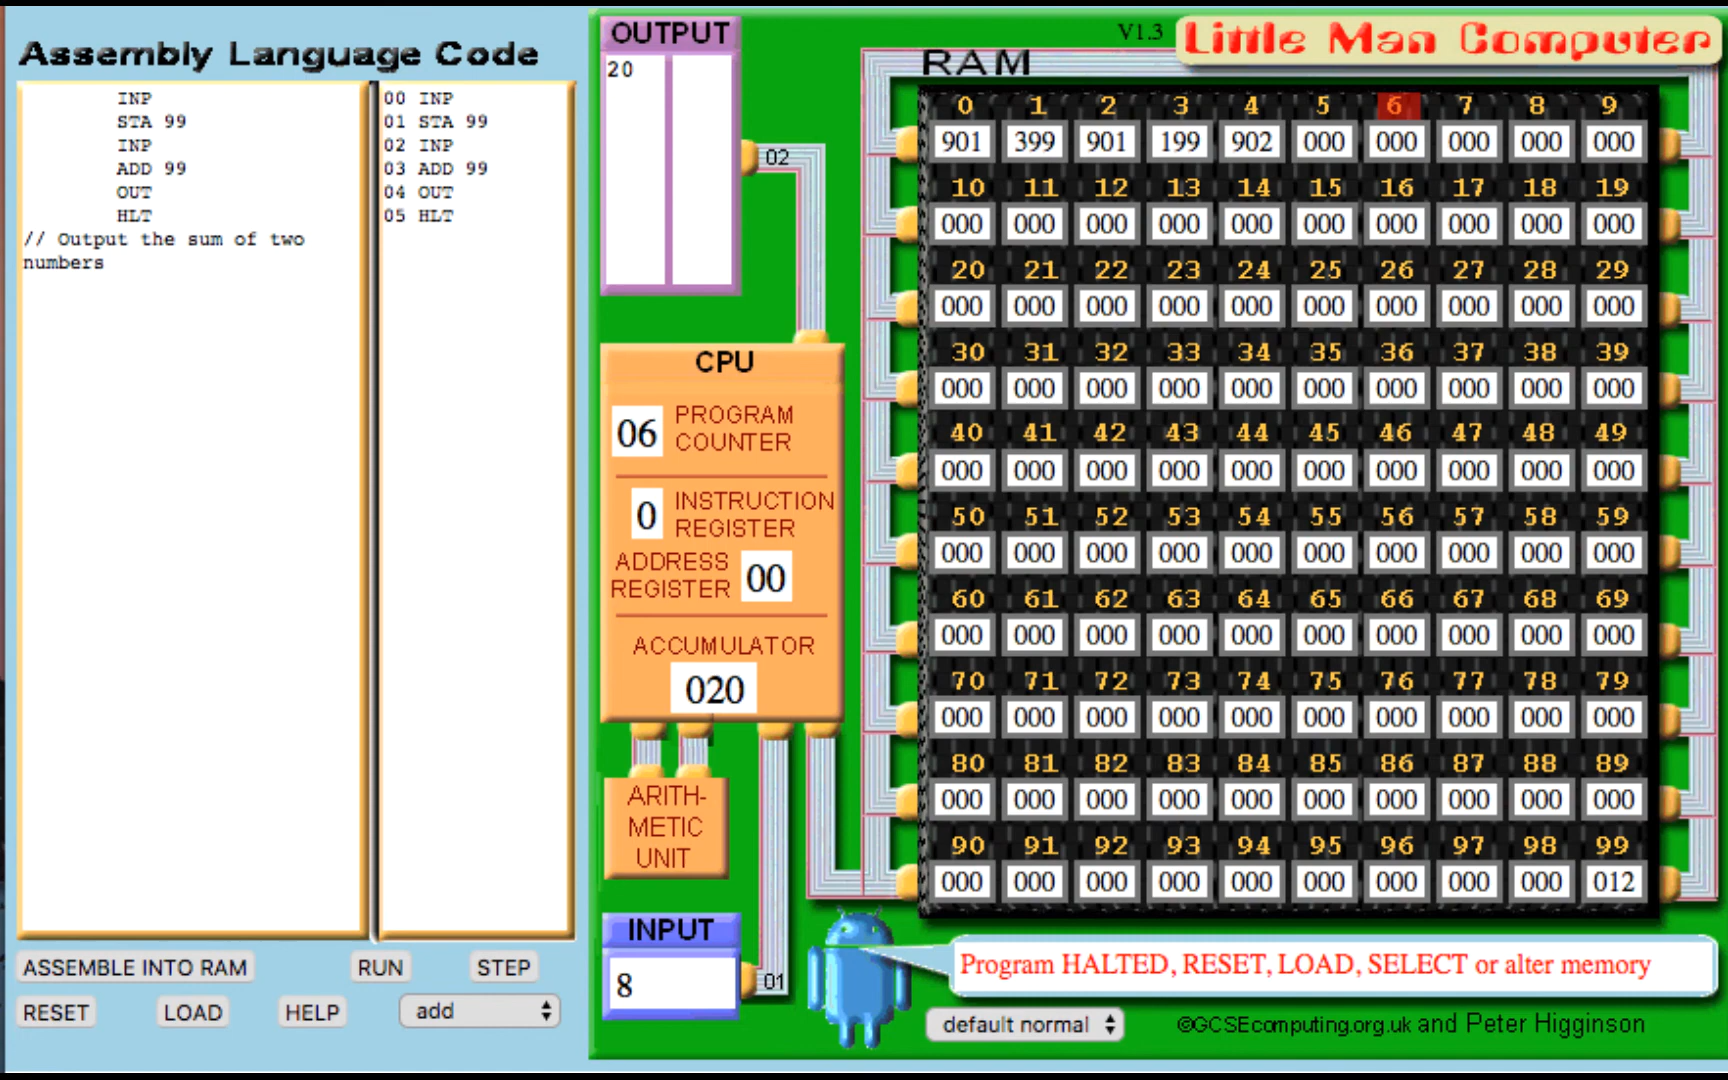 Assembly Language Code
INP
STA 99
INP
ADD 99
OUT
HLT
// Output the sum of two
numbers
00 INP
01 STA 99
02 INP
03 ADD 99
04 OUT
05 HLT
ASSEMBLE INTO RAM
RUN
STEP
RESET
LOAD
HELP
add
OUTPUT
20
02
CPU
06 PROGRAM
COUNTER
0 INSTRUCTION
REGISTER
ADDRESS
REGISTER 00
ACCUMULATOR
020
ARITH-
METIC
UNIT
INPUT
8
01
V1.3
Little Man Computer
RAM
0 1 2 3 4 5 6 7 8 9
901 399 901 199 902 000 000 000 000 000
10 11 12 13 14 15 16 17 18 19
000 000 000 000 000 000 000 000 000 000
20 21 22 23 24 25 26 27 28 29
000 000 000 000 000 000 000 000 000 000
30 31 32 33 34 35 36 37 38 39
000 000 000 000 000 000 000 000 000 000
40 41 42 43 44 45 46 47 48 49
000 000 000 000 000 000 000 000 000 000
50 51 52 53 54 55 56 57 58 59
000 000 000 000 000 000 000 000 000 000
60 61 62 63 64 65 66 67 68 69
000 000 000 000 000 000 000 000 000 000
70 71 72 73 74 75 76 77 78 79
000 000 000 000 000 000 000 000 000 000
80 81 82 83 84 85 86 87 88 89
000 000 000 000 000 000 000 000 000 000
90 91 92 93 94 95 96 97 98 99
000 000 000 000 000 000 000 000 000 012
Program HALTED, RESET, LOAD, SELECT or alter memory
default normal
©GCSEcomputing.org.uk and Peter Higginson